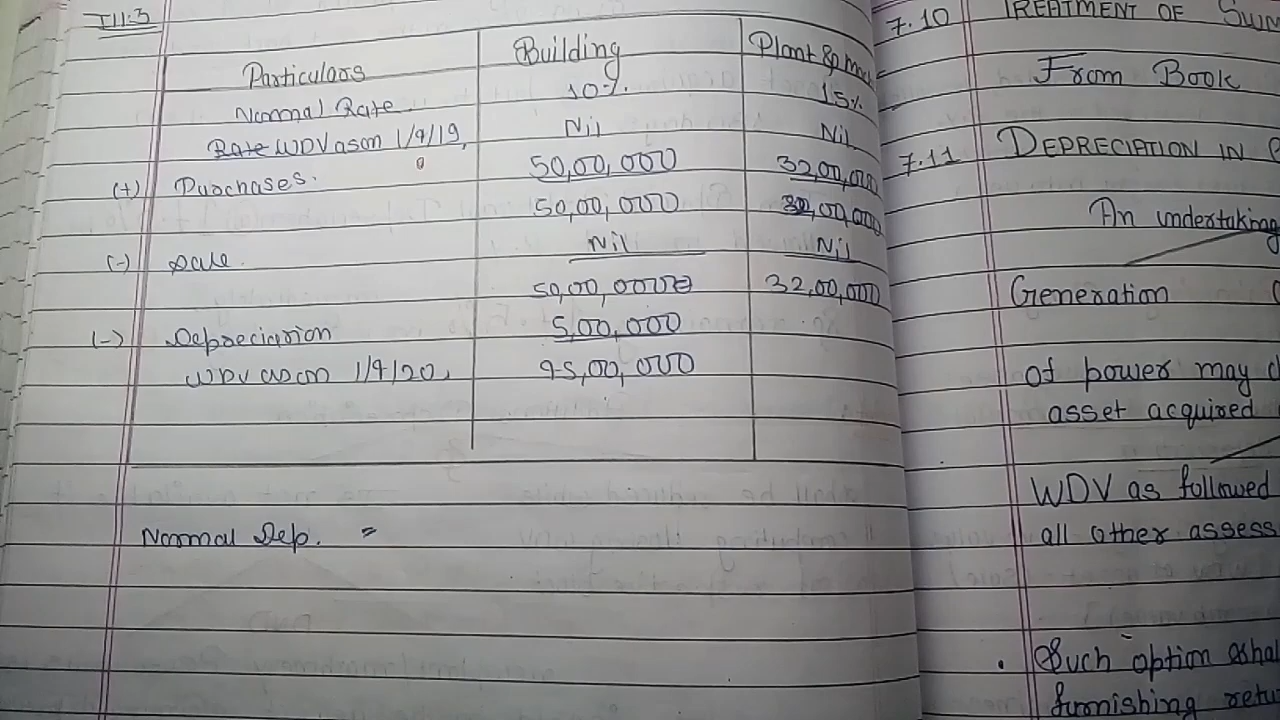 Ill:3
Particulars Building Plant & Mac
Normal Rate 10% 15%
Rate WDV as on 1/4/19, Nil Nil
(+) Purchases. 50,00,000 32,00,000
50,00,000 32,00,000
(-) Sale. Nil Nil
50,00,000 32,00,000
(-) Depreciation 5,00,000
WDV as on 1/4/20, 45,00,000
Normal Dep. =
7.10 TREATMENT OF
From Book
7.11 DEPRECIATION IN
An undertaking
Generation
of power may
asset acquired
WDV as followed
all other assess
. Such option shal
furnishing retu